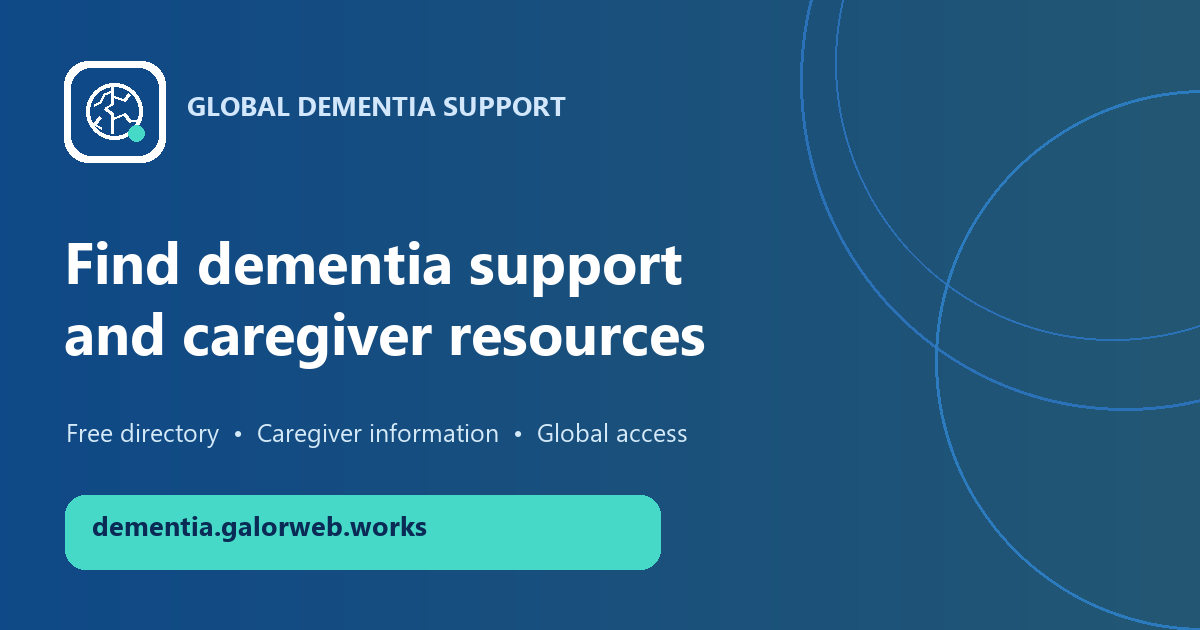 GLOBAL DEMENTIA SUPPORT
Find dementia support
and caregiver resources
Free directory • Caregiver information • Global access
dementia.galorweb.works